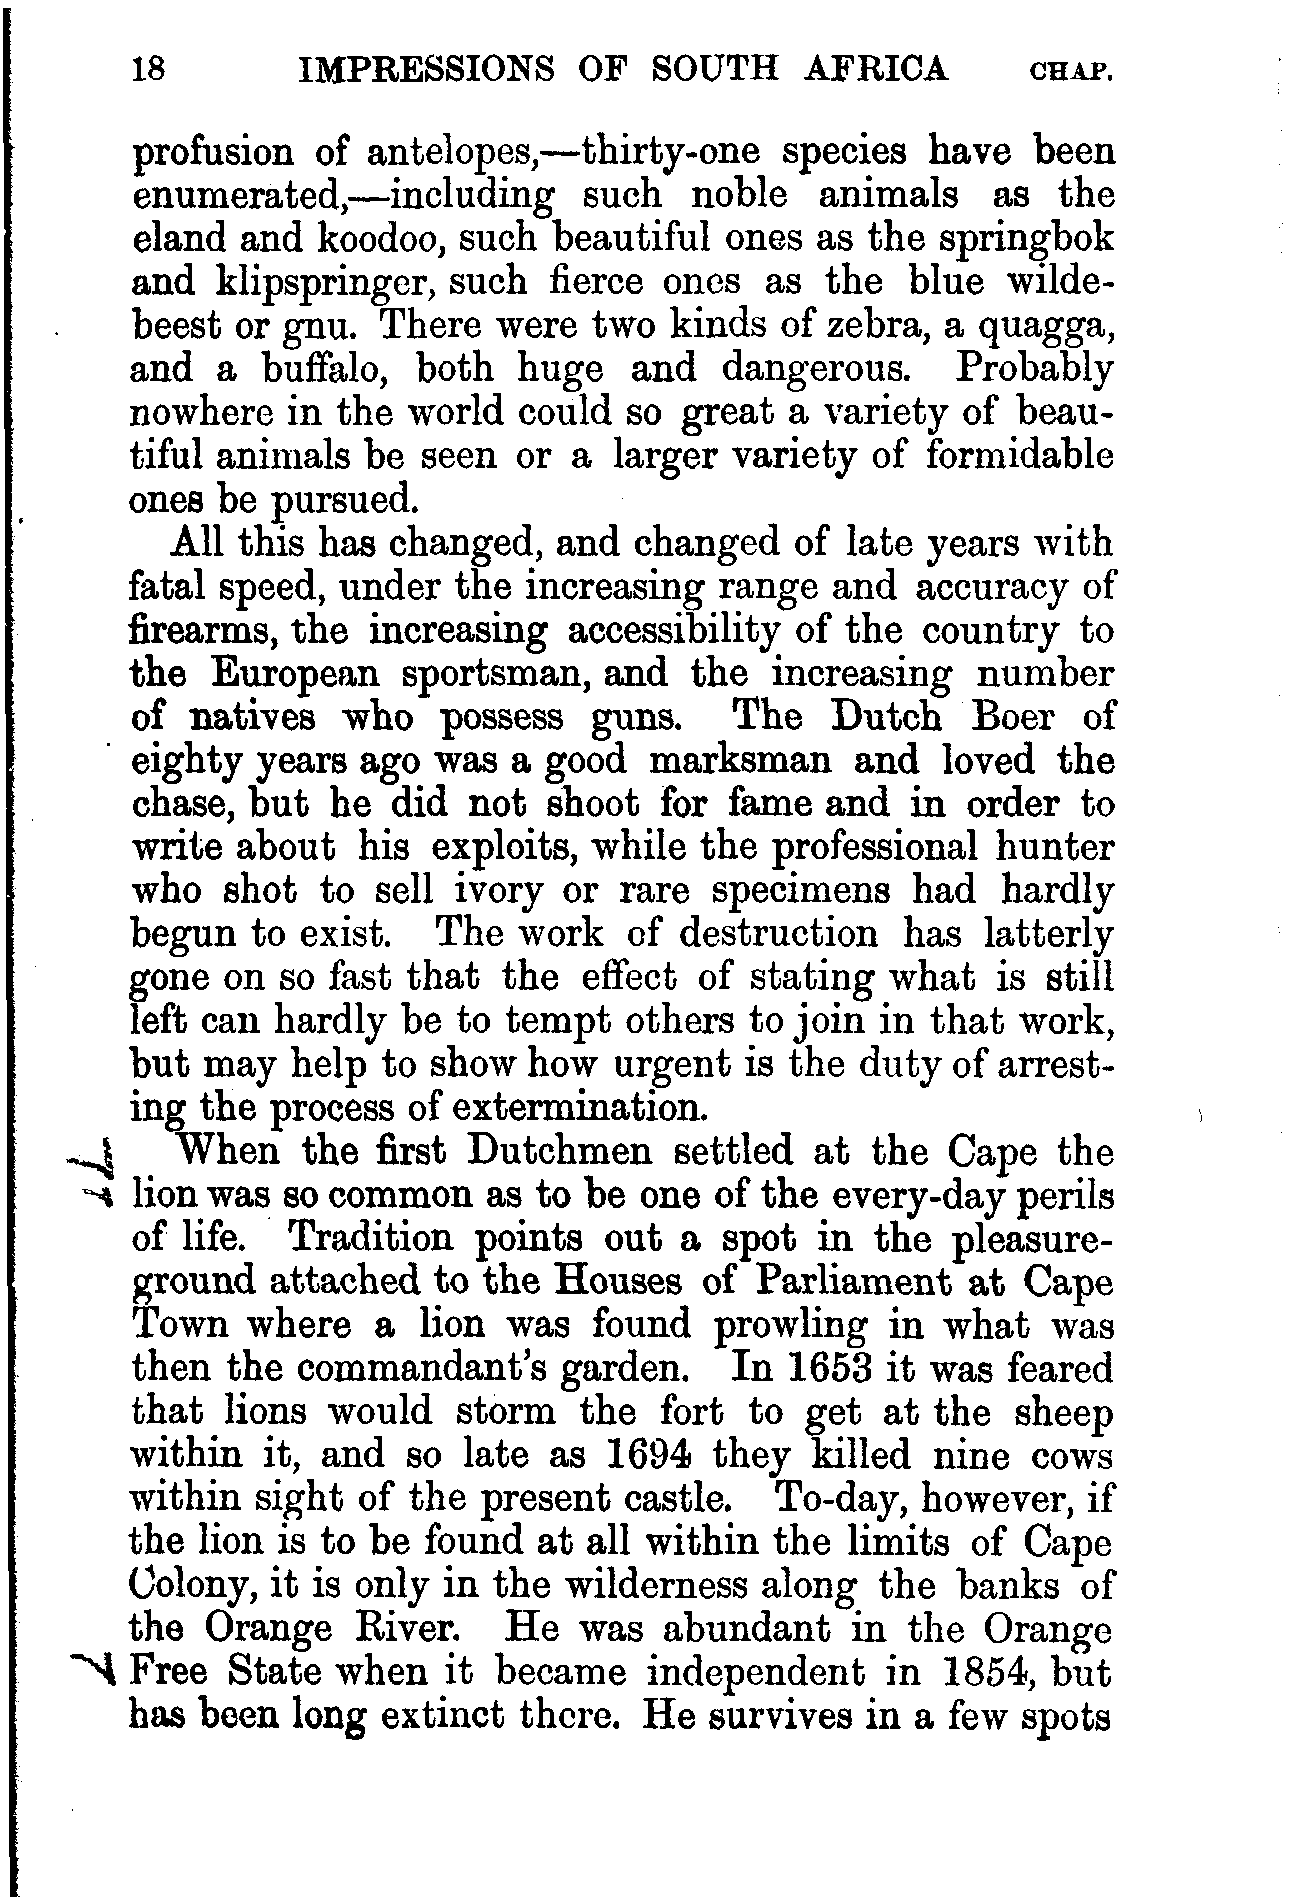 18 IMPRESSIONS OF SOUTH AFRICA CHAP.
profusion of antelopes,—thirty-one species have been
enumerated,—including such noble animals as the
eland and koodoo, such beautiful ones as the springbok
and klipspringer, such fierce ones as the blue wilde-
beest or gnu. There were two kinds of zebra, a quagga,
and a buffalo, both huge and dangerous. Probably
nowhere in the world could so great a variety of beau-
tiful animals be seen or a larger variety of formidable
ones be pursued.
All this has changed, and changed of late years with
fatal speed, under the increasing range and accuracy of
firearms, the increasing accessibility of the country to
the European sportsman, and the increasing number
of natives who possess guns. The Dutch Boer of
eighty years ago was a good marksman and loved the
chase, but he did not shoot for fame and in order to
write about his exploits, while the professional hunter
who shot to sell ivory or rare specimens had hardly
begun to exist. The work of destruction has latterly
gone on so fast that the effect of stating what is still
left can hardly be to tempt others to join in that work,
but may help to show how urgent is the duty of arrest-
ing the process of extermination.
When the first Dutchmen settled at the Cape the
lion was so common as to be one of the every-day perils
of life. Tradition points out a spot in the pleasure-
ground attached to the Houses of Parliament at Cape
Town where a lion was found prowling in what was
then the commandant's garden. In 1653 it was feared
that lions would storm the fort to get at the sheep
within it, and so late as 1694 they killed nine cows
within sight of the present castle. To-day, however, if
the lion is to be found at all within the limits of Cape
Colony, it is only in the wilderness along the banks of
the Orange River. He was abundant in the Orange
Free State when it became independent in 1854, but
has been long extinct there. He survives in a few spots